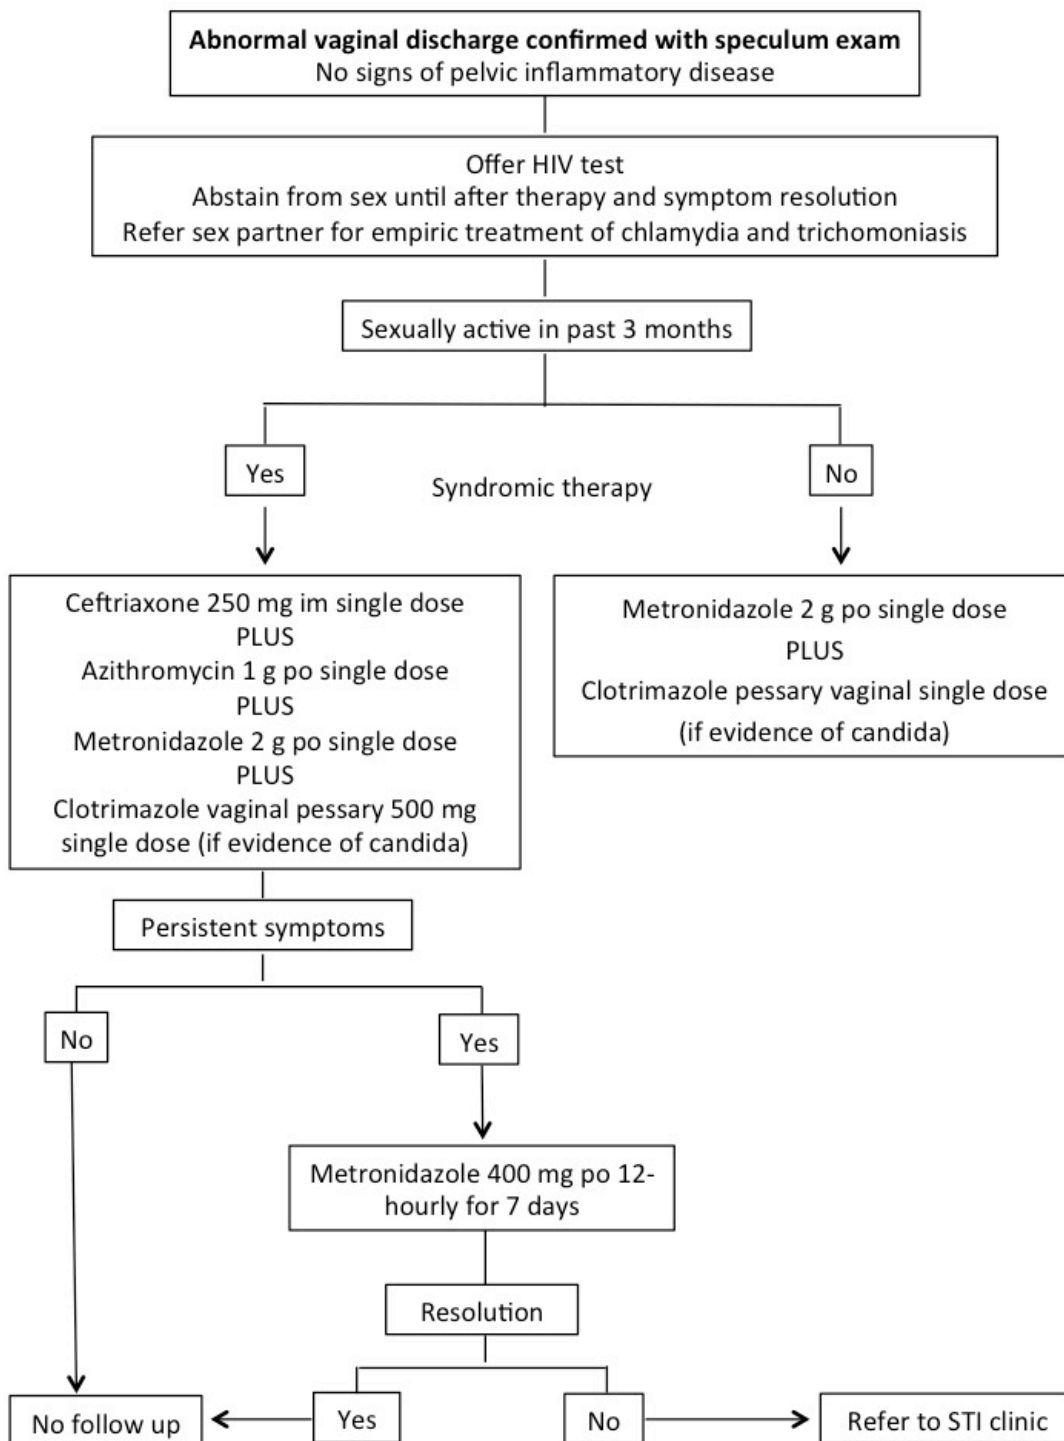 Abnormal vaginal discharge confirmed with speculum exam
No signs of pelvic inflammatory disease
Offer HIV test
Abstain from sex until after therapy and symptom resolution
Refer sex partner for empiric treatment of chlamydia and trichomoniasis
Sexually active in past 3 months
Yes
Syndromic therapy
No
Ceftriaxone 250 mg im single dose
PLUS
Azithromycin 1 g po single dose
PLUS
Metronidazole 2 g po single dose
PLUS
Clotrimazole vaginal pessary 500 mg
single dose (if evidence of candida)
Metronidazole 2 g po single dose
PLUS
Clotrimazole pessary vaginal single dose
(if evidence of candida)
Persistent symptoms
No
Yes
Metronidazole 400 mg po 12-
hourly for 7 days
Resolution
No follow up
Yes
No
Refer to STI clinic